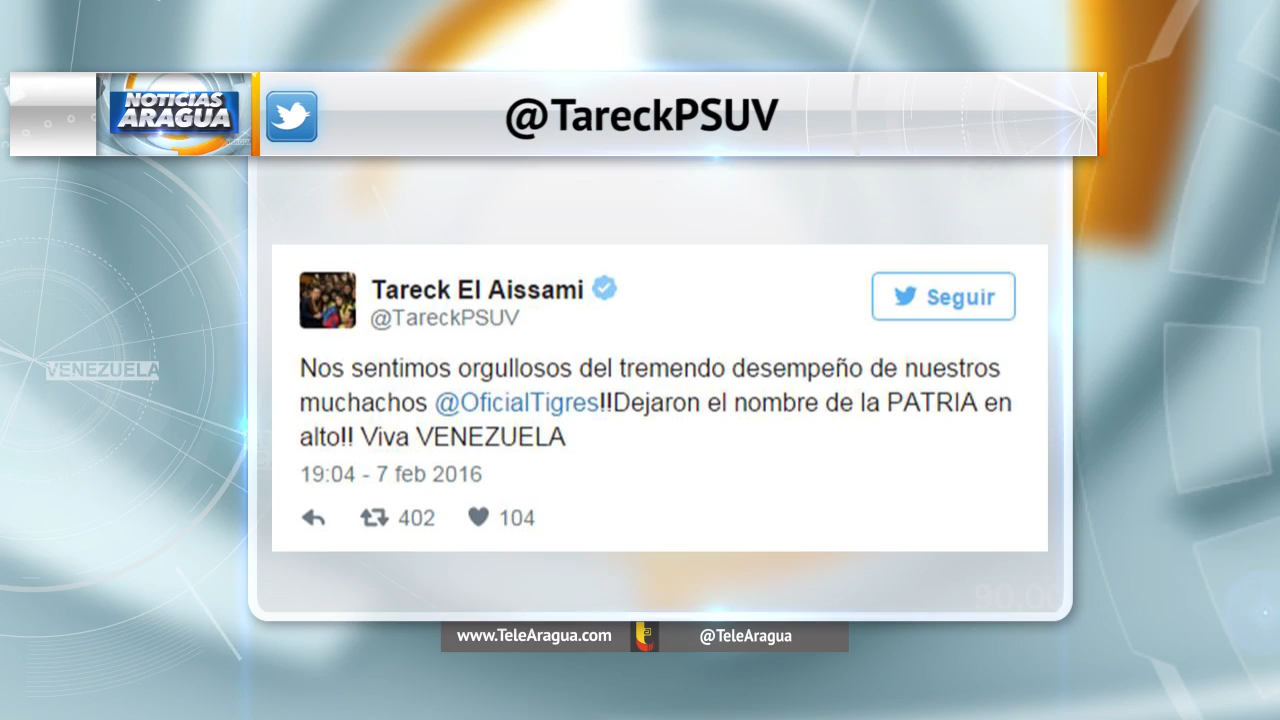 NOTICIAS
ARAGUA
@TareckPSUV
Tareck El Aissami
@TareckPSUV
Seguir
Nos sentimos orgullosos del tremendo desempeño de nuestros
muchachos @OficialTigres!!Dejaron el nombre de la PATRIA en
alto!! Viva VENEZUELA
19:04 - 7 feb 2016
402
104
VENEZUELA
www.TeleAragua.com
@TeleAragua